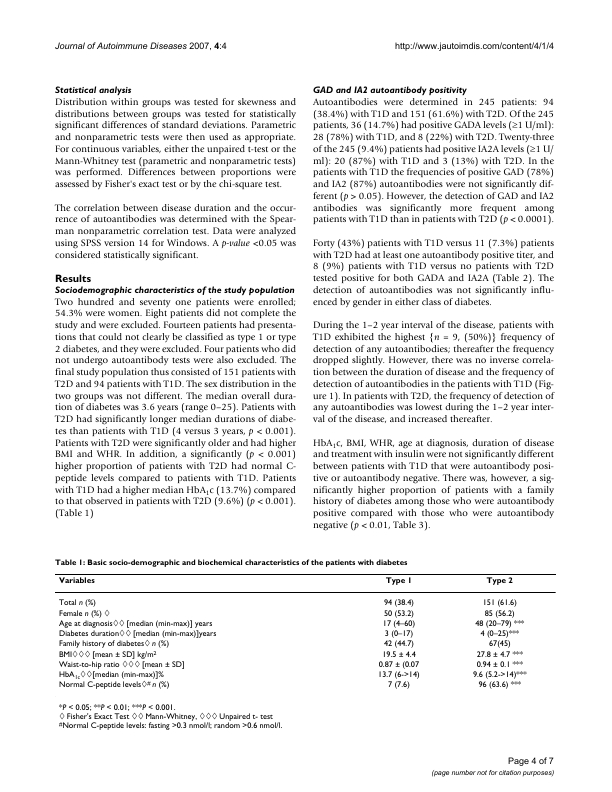 Journal of Autoimmune Diseases 2007, 4:4
http://www.jautoimdis.com/content/4/1/4
Statistical analysis
Distribution within groups was tested for skewness and
distributions between groups was tested for statistically
significant differences of standard deviations. Parametric
and nonparametric tests were then used as appropriate.
For continuous variables, either the unpaired t-test or the
Mann-Whitney test (parametric and nonparametric tests)
was performed. Differences between proportions were
assessed by Fisher's exact test or by the chi-square test.
The correlation between disease duration and the occur-
rence of autoantibodies was determined with the Spear-
man nonparametric correlation test. Data were analyzed
using SPSS version 14 for Windows. A p-value <0.05 was
considered statistically significant.
Results
Sociodemographic characteristics of the study population
Two hundred and seventy one patients were enrolled;
54.3% were women. Eight patients did not complete the
study and were excluded. Fourteen patients had presenta-
tions that could not clearly be classified as type 1 or type
2 diabetes, and they were excluded. Four patients who did
not undergo autoantibody tests were also excluded. The
final study population thus consisted of 151 patients with
T2D and 94 patients with T1D. The sex distribution in the
two groups was not different. The median overall dura-
tion of diabetes was 3.6 years (range 0–25). Patients with
T2D had significantly longer median durations of diabe-
tes than patients with T1D (4 versus 3 years, p < 0.001).
Patients with T2D were significantly older and had higher
BMI and WHR. In addition, a significantly (p < 0.001)
higher proportion of patients with T2D had normal C-
peptide levels compared to patients with T1D. Patients
with T1D had a higher median HbA1c (13.7%) compared
to that observed in patients with T2D (9.6%) (p < 0.001).
(Table 1)
GAD and IA2 autoantibody positivity
Autoantibodies were determined in 245 patients: 94
(38.4%) with T1D and 151 (61.6%) with T2D. Of the 245
patients, 36 (14.7%) had positive GADA levels (≥1 U/ml):
28 (78%) with T1D, and 8 (22%) with T2D. Twenty-three
of the 245 (9.4%) patients had positive IA2A levels (≥1 U/
ml): 20 (87%) with T1D and 3 (13%) with T2D. In the
patients with T1D the frequencies of positive GAD (78%)
and IA2 (87%) autoantibodies were not significantly dif-
ferent (p > 0.05). However, the detection of GAD and IA2
antibodies was significantly more frequent among
patients with T1D than in patients with T2D (p < 0.0001).
Forty (43%) patients with T1D versus 11 (7.3%) patients
with T2D had at least one autoantibody positive titer, and
8 (9%) patients with T1D versus no patients with T2D
tested positive for both GADA and IA2A (Table 2). The
detection of autoantibodies was not significantly influ-
enced by gender in either class of diabetes.
During the 1–2 year interval of the disease, patients with
T1D exhibited the highest {n = 9, (50%)} frequency of
detection of any autoantibodies; thereafter the frequency
dropped slightly. However, there was no inverse correla-
tion between the duration of disease and the frequency of
detection of autoantibodies in the patients with T1D (Fig-
ure 1). In patients with T2D, the frequency of detection of
any autoantibodies was lowest during the 1–2 year inter-
val of the disease, and increased thereafter.
HbA1c, BMI, WHR, age at diagnosis, duration of disease
and treatment with insulin were not significantly different
between patients with T1D that were autoantibody posi-
tive or autoantibody negative. There was, however, a sig-
nificantly higher proportion of patients with a family
history of diabetes among those who were autoantibody
positive compared with those who were autoantibody
negative (p < 0.01, Table 3).
Table 1: Basic socio-demographic and biochemical characteristics of the patients with diabetes
Variables Type 1 Type 2
Total n (%) 94 (38.4) 151 (61.6)
Female n (%) ◊ 50 (53.2) 85 (56.2)
Age at diagnosis◊◊ [median (min-max)] years 17 (4–60) 48 (20–79) ***
Diabetes duration◊◊ [median (min-max)]years 3 (0–17) 4 (0–25)***
Family history of diabetes◊ n (%) 42 (44.7) 67(45)
BMI◊◊◊ [mean ± SD] kg/m2 19.5 ± 4.4 27.8 ± 4.7 ***
Waist-to-hip ratio ◊◊◊ [mean ± SD] 0.87 ± (0.07 0.94 ± 0.1 ***
HbA1c◊◊[median (min-max)]% 13.7 (6->14) 9.6 (5.2->14)***
Normal C-peptide levels◊# n (%) 7 (7.6) 96 (63.6) ***
*P < 0.05; **P < 0.01; ***P < 0.001.
◊ Fisher's Exact Test ◊◊ Mann-Whitney, ◊◊◊ Unpaired t- test
#Normal C-peptide levels: fasting >0.3 nmol/l; random >0.6 nmol/l.
Page 4 of 7
(page number not for citation purposes)